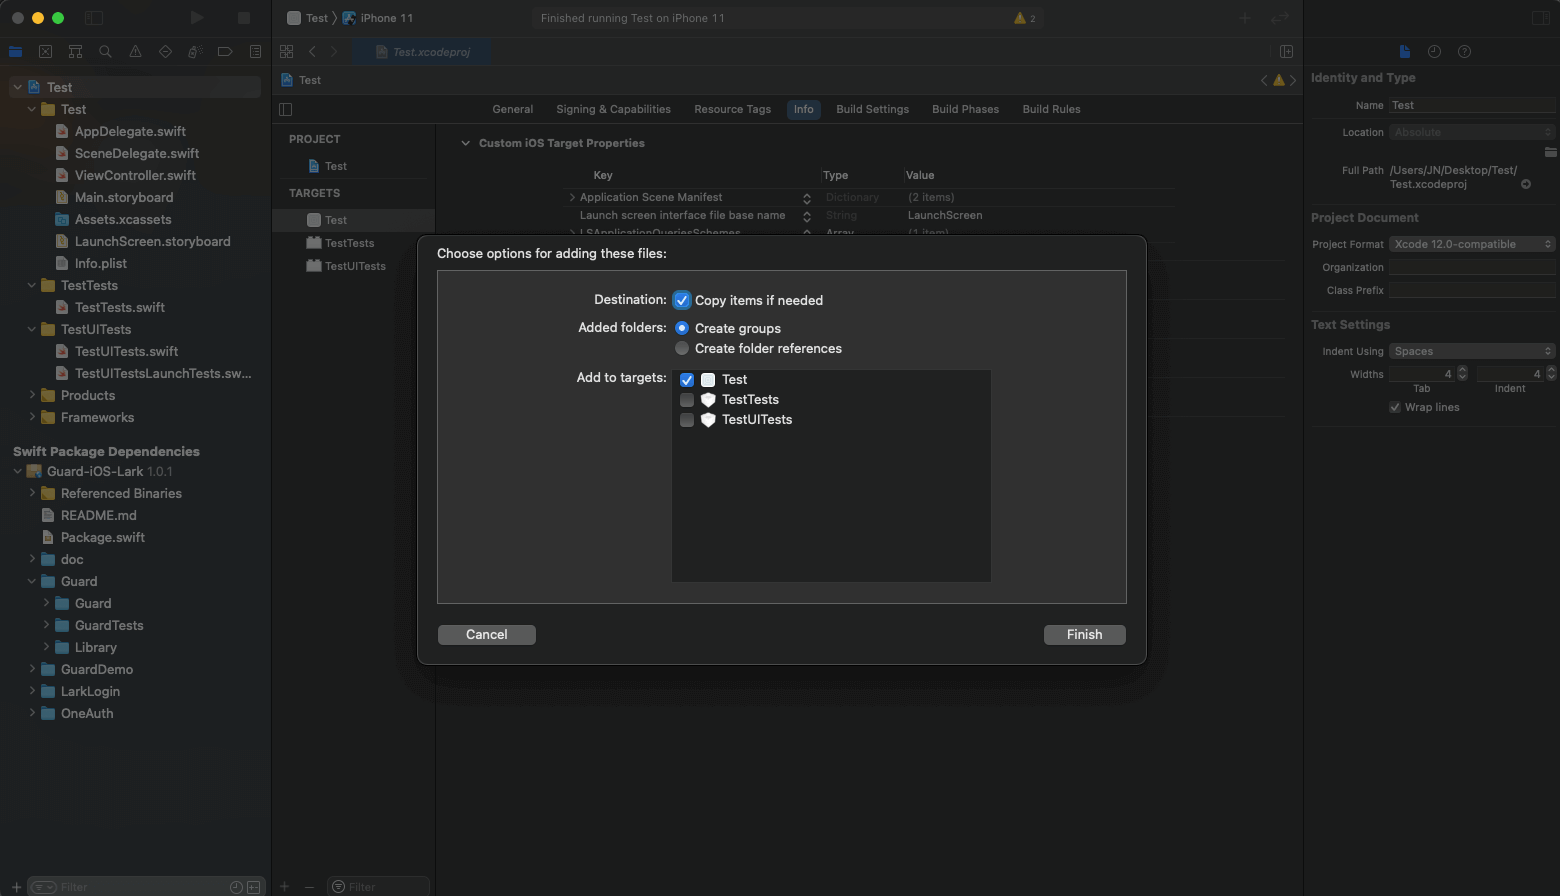 Test
iPhone 11
Finished running Test on iPhone 11
2
Test.xcodeproj
Test
Test
Test
AppDelegate.swift
SceneDelegate.swift
ViewController.swift
Main.storyboard
Assets.xcassets
LaunchScreen.storyboard
Info.plist
TestTests
TestTests.swift
TestUITests
TestUITests.swift
TestUITestsLaunchTests.sw...
Products
Frameworks
Swift Package Dependencies
Guard-iOS-Lark 1.0.1
Referenced Binaries
README.md
Package.swift
doc
Guard
Guard
GuardTests
Library
GuardDemo
LarkLogin
OneAuth
Filter
General Signing & Capabilities Resource Tags Info Build Settings Build Phases Build Rules
PROJECT
Test
TARGETS
Test
TestTests
TestUITests
Filter
Custom iOS Target Properties
Key Type Value
Application Scene Manifest Dictionary (2 items)
Launch screen interface file base name String LaunchScreen
LSApplicationQueriesSchemes Array (1 item)
Choose options for adding these files:
Destination: Copy items if needed
Added folders: Create groups
Create folder references
Add to targets: Test
TestTests
TestUITests
Cancel Finish
Identity and Type
Name Test
Location Absolute
Full Path /Users/JN/Desktop/Test/
Test.xcodeproj
Project Document
Project Format Xcode 12.0-compatible
Organization
Class Prefix
Text Settings
Indent Using Spaces
Widths 4 4
Tab Indent
Wrap lines